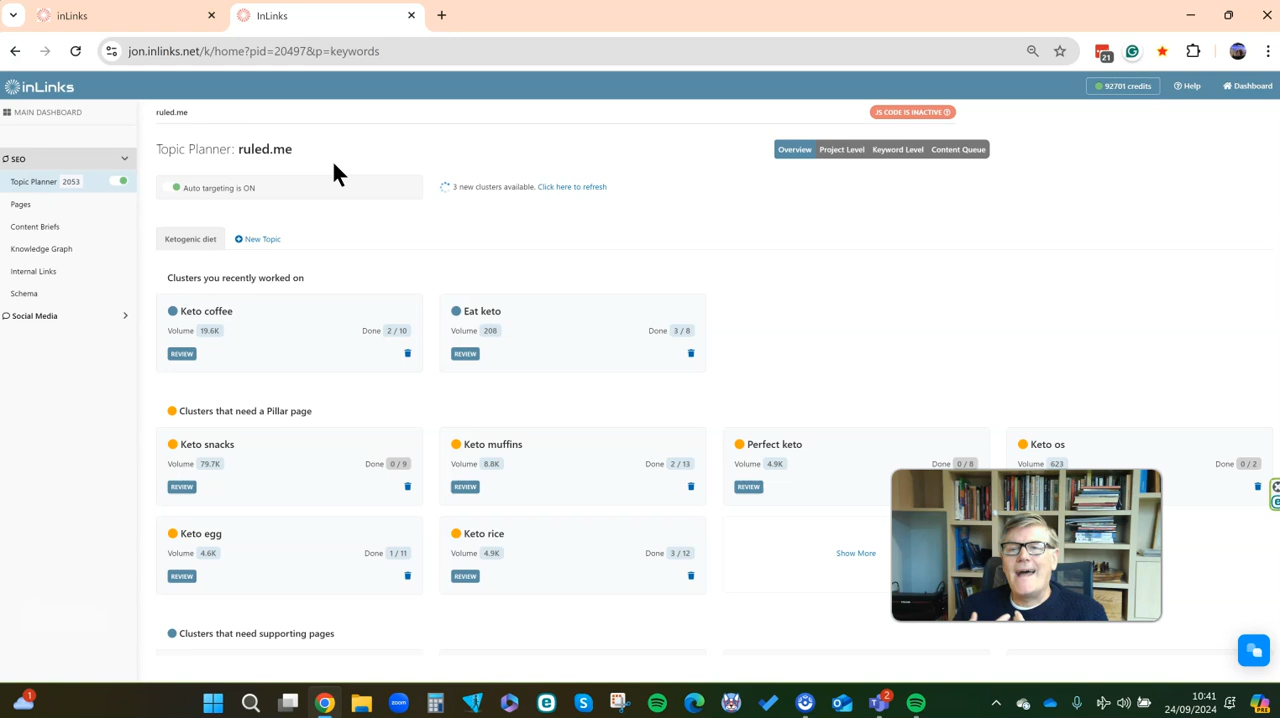 inLinks
InLinks
jon.inlinks.net/k/home?pid=20497&p=keywords
21
inLinks
92701 credits
Help
Dashboard
MAIN DASHBOARD
ruled.me
JS CODE IS INACTIVE
SEO
Topic Planner: ruled.me
Overview
Project Level
Keyword Level
Content Queue
Topic Planner 2053
Auto targeting is ON
3 new clusters available. Click here to refresh
Pages
Content Briefs
Ketogenic diet
New Topic
Knowledge Graph
Internal Links
Clusters you recently worked on
Schema
Social Media
Keto coffee
Eat keto
Volume 19.6K
Done 2 / 10
Volume 208
Done 3 / 8
REVIEW
REVIEW
Clusters that need a Pillar page
Keto snacks
Keto muffins
Perfect keto
Keto os
Volume 79.7K
Done 0 / 9
Volume 8.8K
Done 2 / 13
Volume 4.9K
Done 0 / 8
Volume 623
Done 0 / 2
REVIEW
REVIEW
REVIEW
Keto egg
Keto rice
Volume 4.6K
Done 1 / 11
Volume 4.9K
Done 3 / 12
Show More
REVIEW
REVIEW
Clusters that need supporting pages
1
zoom
2
10:41
24/09/2024
PRE